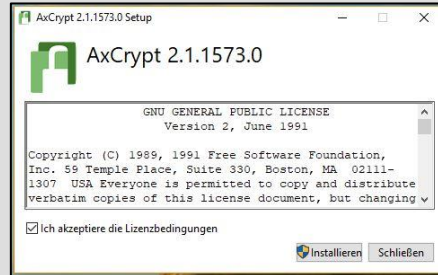 AxCrypt 2.1.1573.0 Setup
AxCrypt 2.1.1573.0
GNU GENERAL PUBLIC LICENSE
Version 2, June 1991
Copyright (C) 1989, 1991 Free Software Foundation,
Inc. 59 Temple Place, Suite 330, Boston, MA 02111-
1307 USA Everyone is permitted to copy and distribute
verbatim copies of this license document, but changing
Ich akzeptiere die Lizenzbedingungen
Installieren Schließen